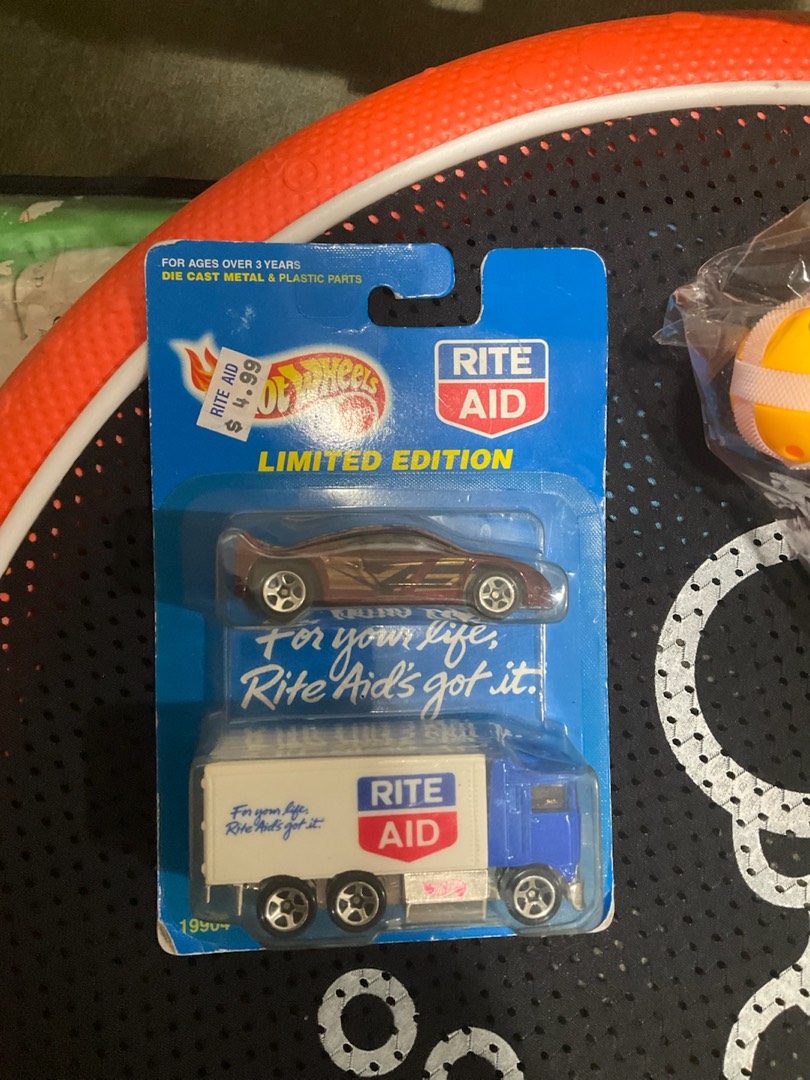 FOR AGES OVER 3 YEARS
DIE CAST METAL & PLASTIC PARTS
RITE AID
$ 4.99
Hot Wheels
RITE
AID
LIMITED EDITION
For your life,
Rite Aid's got it.
For your life,
Rite Aid's got it.
RITE
AID
19904